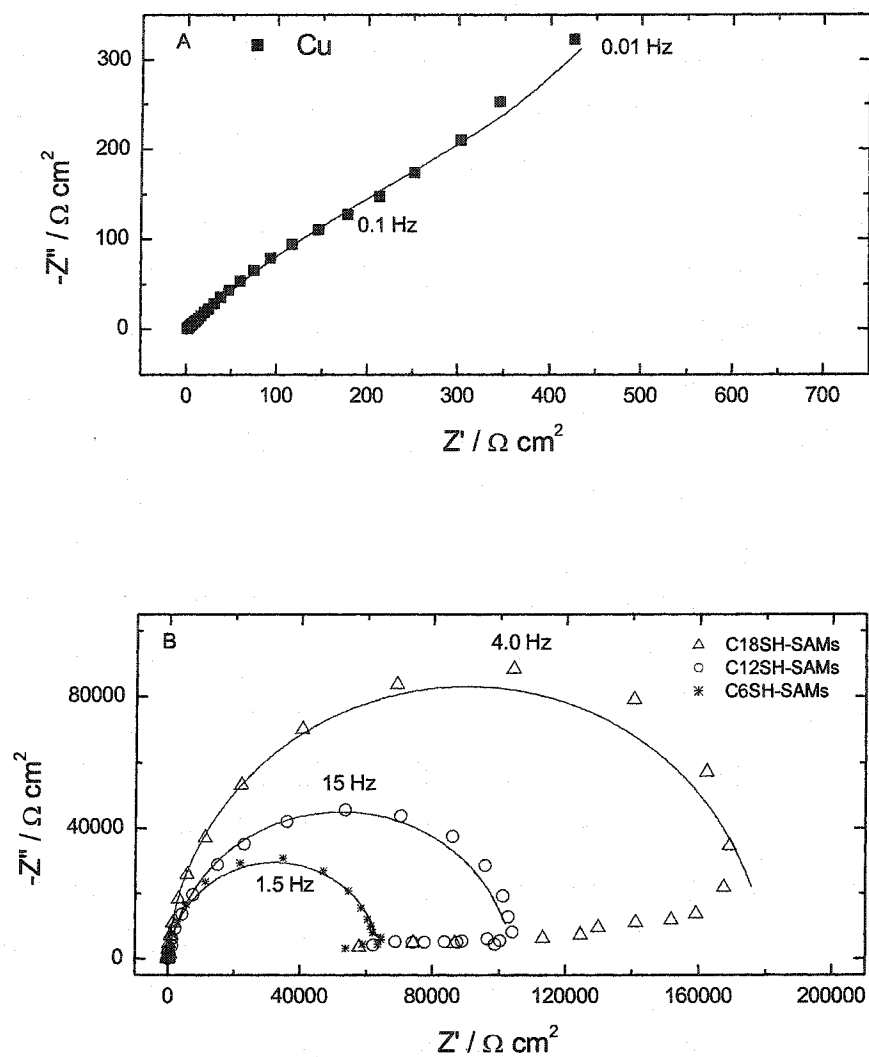 A
Cu
0.01 Hz
0.1 Hz
300
200
100
0
-Z" / Ω cm²
0 100 200 300 400 500 600 700
Z' / Ω cm²
B
4.0 Hz
C18SH-SAMs
C12SH-SAMs
C6SH-SAMs
15 Hz
1.5 Hz
80000
40000
0
-Z" / Ω cm²
0 40000 80000 120000 160000 200000
Z' / Ω cm²